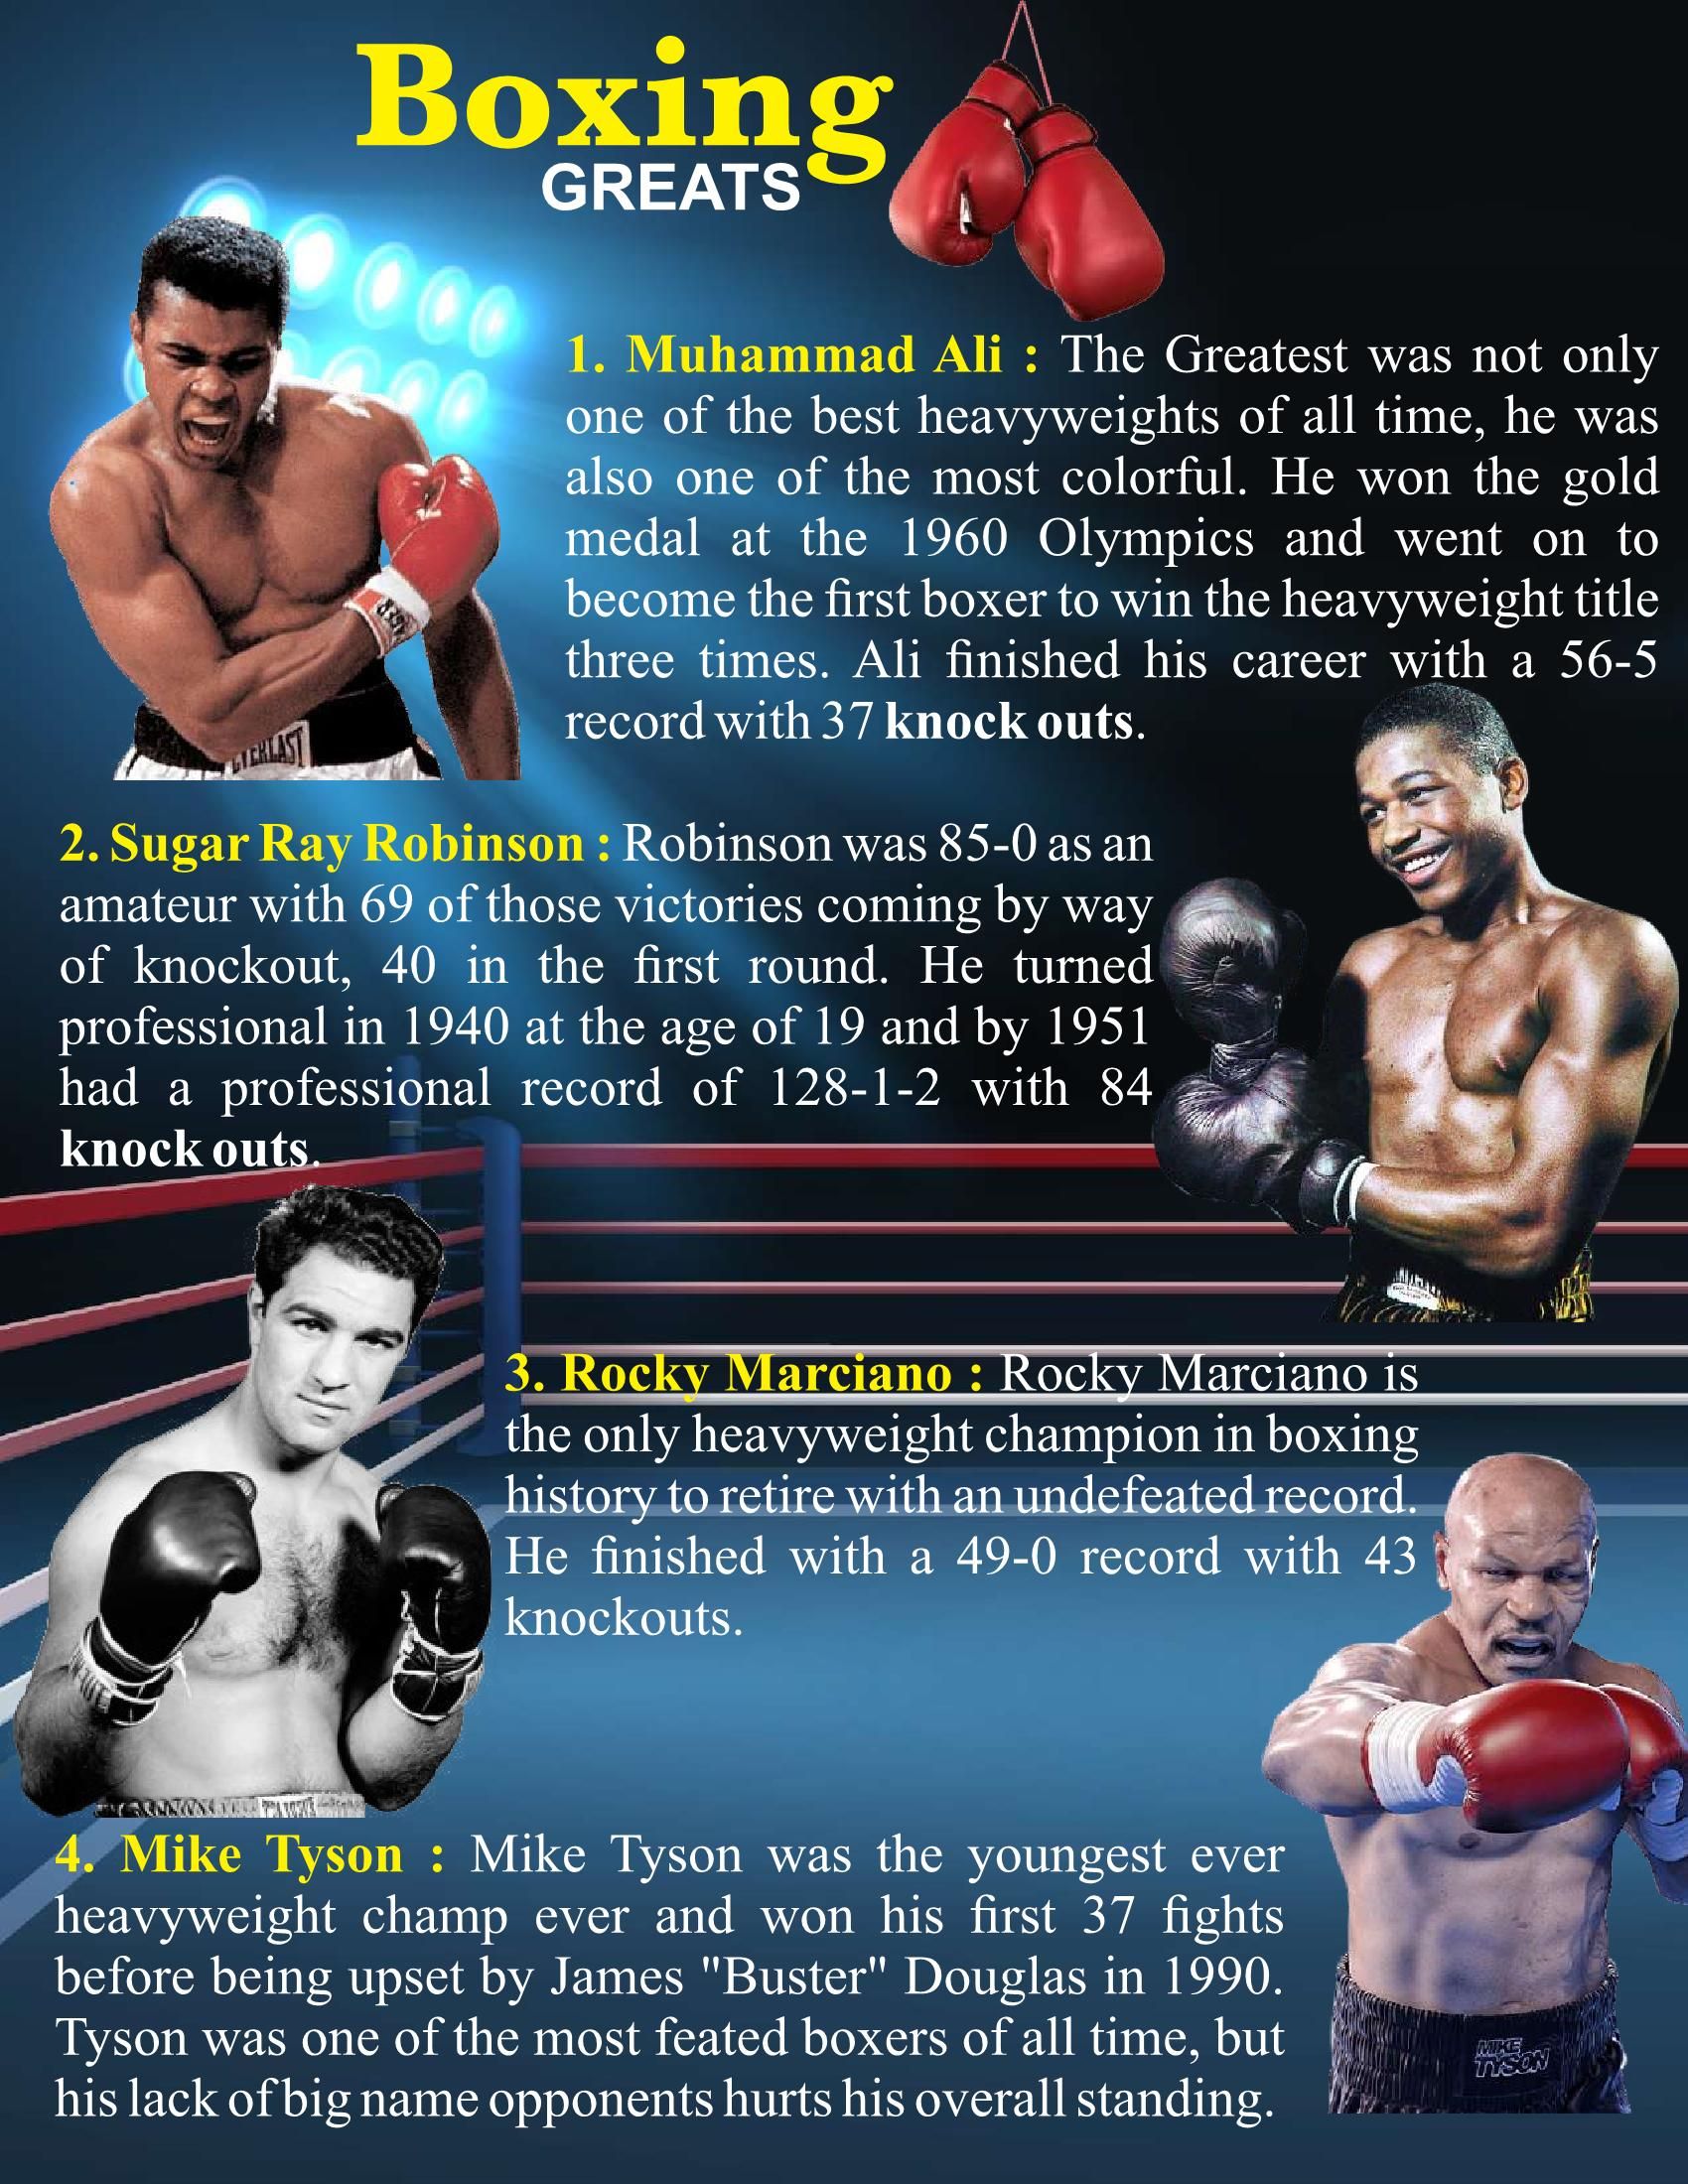 Boxing
GREATS
1. Muhammad Ali : The Greatest was not only
one of the best heavyweights of all time, he was
also one of the most colorful. He won the gold
medal at the 1960 Olympics and went on to
become the first boxer to win the heavyweight title
three times. Ali finished his career with a 56-5
record with 37 knock outs.
EVERLAST
2. Sugar Ray Robinson : Robinson was 85-0 as an
amateur with 69 of those victories coming by way
of knockout, 40 in the first round. He turned
professional in 1940 at the age of 19 and by 1951
had a professional record of 128-1-2 with 84
knock outs.
3. Rocky Marciano : Rocky Marciano is
the only heavyweight champion in boxing
history to retire with an undefeated record.
He finished with a 49-0 record with 43
knockouts.
4. Mike Tyson : Mike Tyson was the youngest ever
heavyweight champ ever and won his first 37 fights
before being upset by James "Buster" Douglas in 1990.
Tyson was one of the most feated boxers of all time, but
his lack of big name opponents hurts his overall standing.
MIKE
TYSON